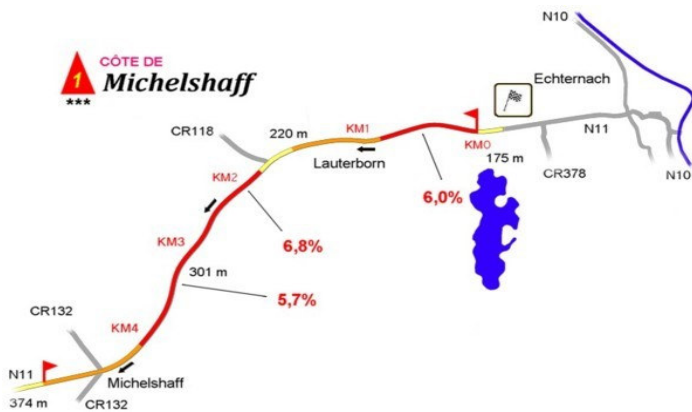 1
CÔTE DE
Michelshaff
***
N10
Echternach
CR118
220 m
KM1
N11
Lauterborn
KM0
175 m
CR378
N10
KM2
6,0%
6,8%
KM3
301 m
5,7%
CR132
KM4
N11
Michelshaff
374 m
CR132